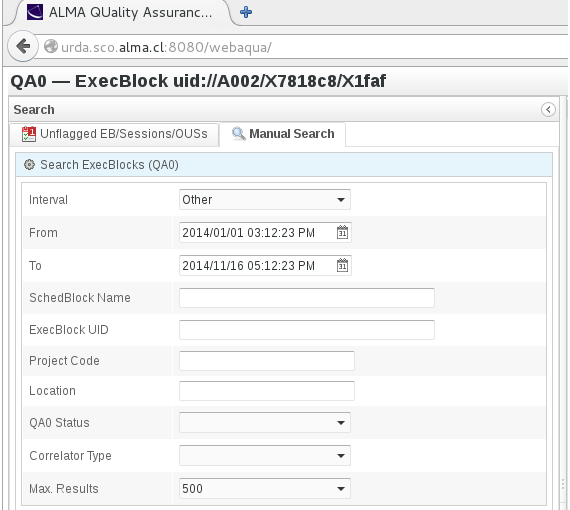 ALMA QUality Assuranc...
urda.sco.alma.cl:8080/webaqua/
QA0 — ExecBlock uid://A002/X7818c8/X1faf
Search
Unflagged EB/Sessions/OUSs Manual Search
Search ExecBlocks (QA0)
Interval Other
From 2014/01/01 03:12:23 PM
To 2014/11/16 05:12:23 PM
SchedBlock Name
ExecBlock UID
Project Code
Location
QA0 Status
Correlator Type
Max. Results 500